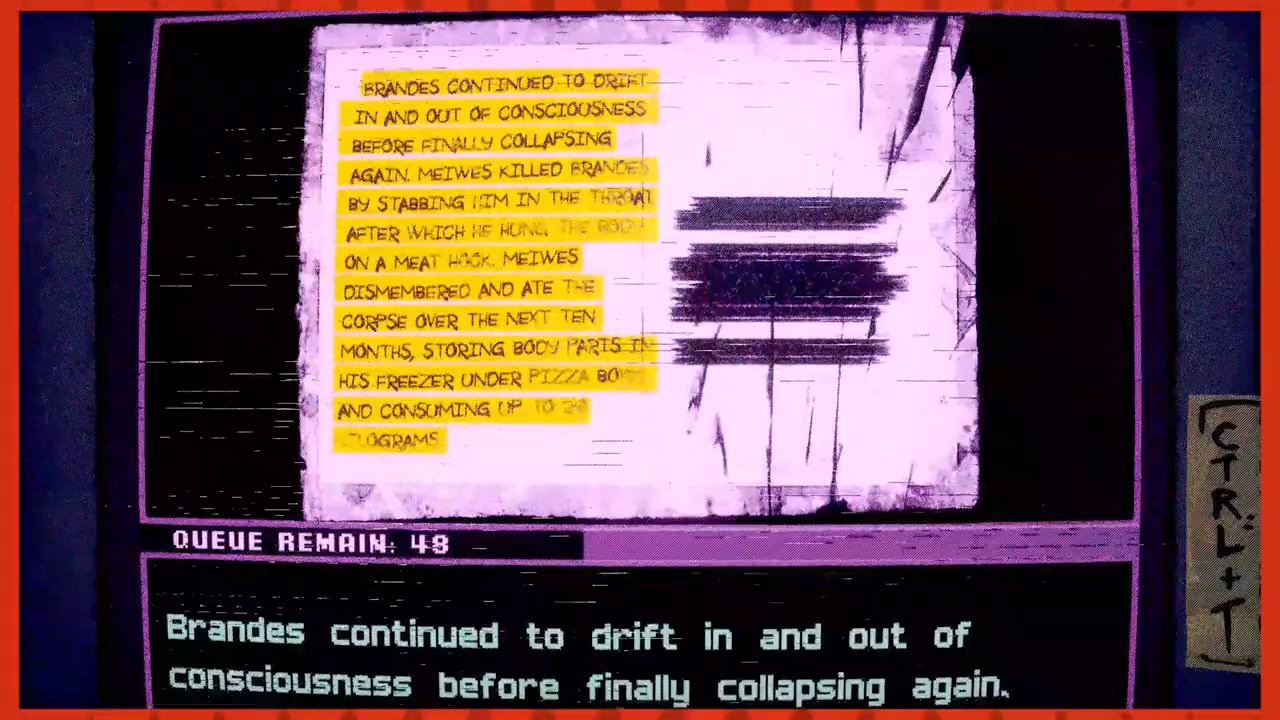 BRANDES CONTINUED TO DRIFT
IN AND OUT OF CONSCIOUSNESS
BEFORE FINALLY COLLAPSING
AGAIN. MEIWES KILLED BRANDES
BY STABBING HIM IN THE THROAT
AFTER WHICH HE HUNG THE BODY
ON A MEAT HOOK. MEIWES
DISMEMBERED AND ATE THE
CORPSE OVER THE NEXT TEN
MONTHS, STORING BODY PARTS IN
HIS FREEZER UNDER PIZZA
AND CONSUMING UP TO 20
KILOGRAMS
QUEUE REMAIN: 48
Brandes continued to drift in and out of
consciousness before finally collapsing again.
CTRL+T